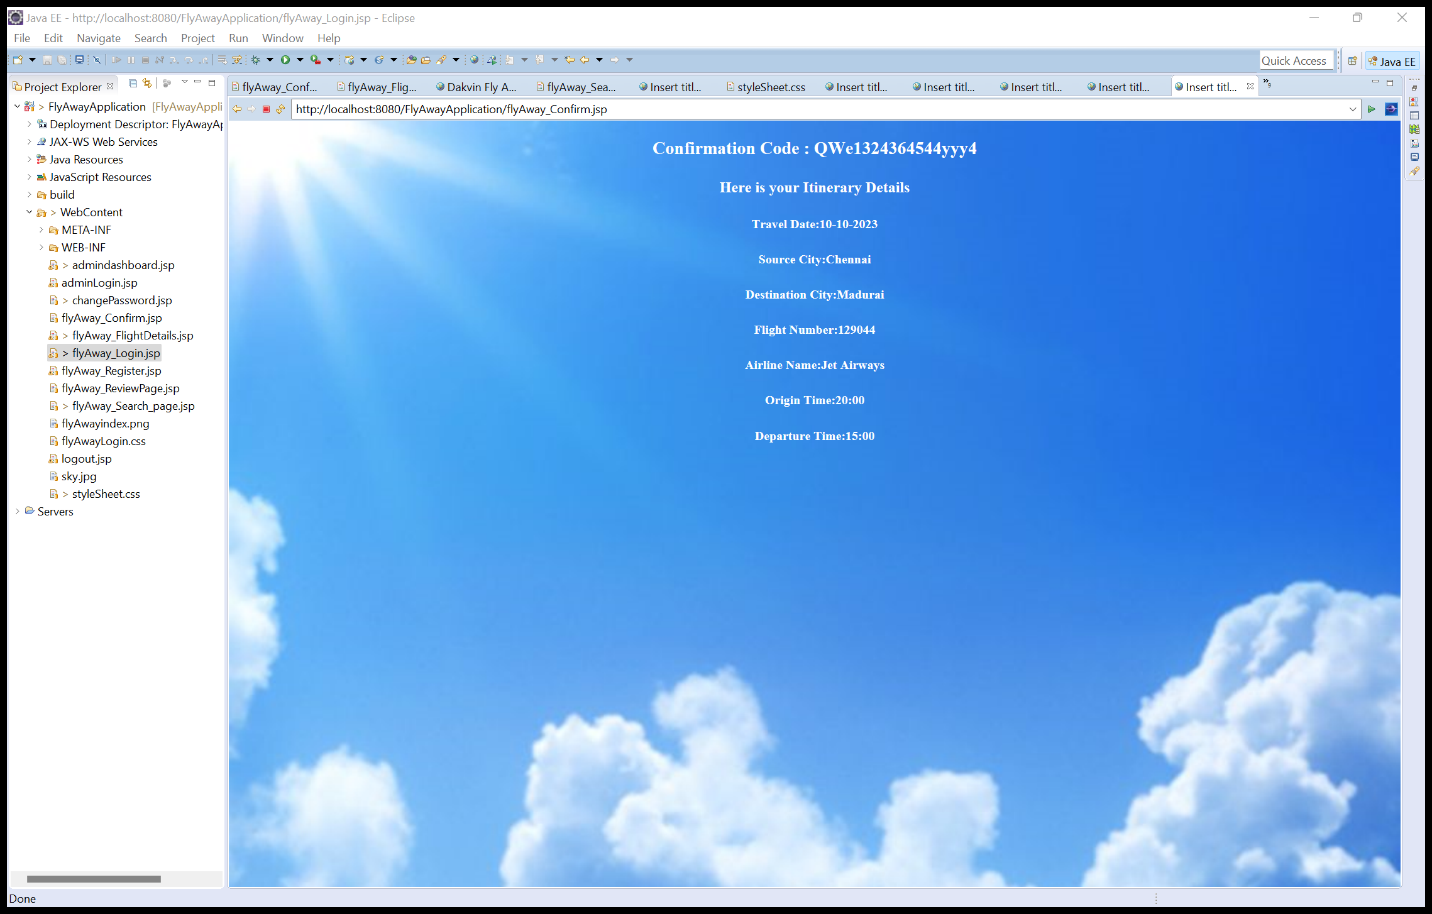 Java EE - http://localhost:8080/FlyAwayApplication/flyAway_Login.jsp - Eclipse
File Edit Navigate Search Project Run Window Help
Quick Access
Java EE
Project Explorer
flyAway_Conf...
flyAway_Flig...
Dakvin Fly A...
flyAway_Sea...
Insert titl...
styleSheet.css
Insert titl...
Insert titl...
Insert titl...
Insert titl...
Insert titl...
»9
http://localhost:8080/FlyAwayApplication/flyAway_Confirm.jsp
> FlyAwayApplication [FlyAwayAppli
Deployment Descriptor: FlyAwayA
JAX-WS Web Services
Java Resources
JavaScript Resources
build
> WebContent
META-INF
WEB-INF
> admindashboard.jsp
adminLogin.jsp
> changePassword.jsp
flyAway_Confirm.jsp
> flyAway_FlightDetails.jsp
> flyAway_Login.jsp
flyAway_Register.jsp
flyAway_ReviewPage.jsp
> flyAway_Search_page.jsp
flyAwayindex.png
flyAwayLogin.css
logout.jsp
sky.jpg
> styleSheet.css
Servers
Confirmation Code : QWe1324364544yyy4
Here is your Itinerary Details
Travel Date:10-10-2023
Source City:Chennai
Destination City:Madurai
Flight Number:129044
Airline Name:Jet Airways
Origin Time:20:00
Departure Time:15:00
Done